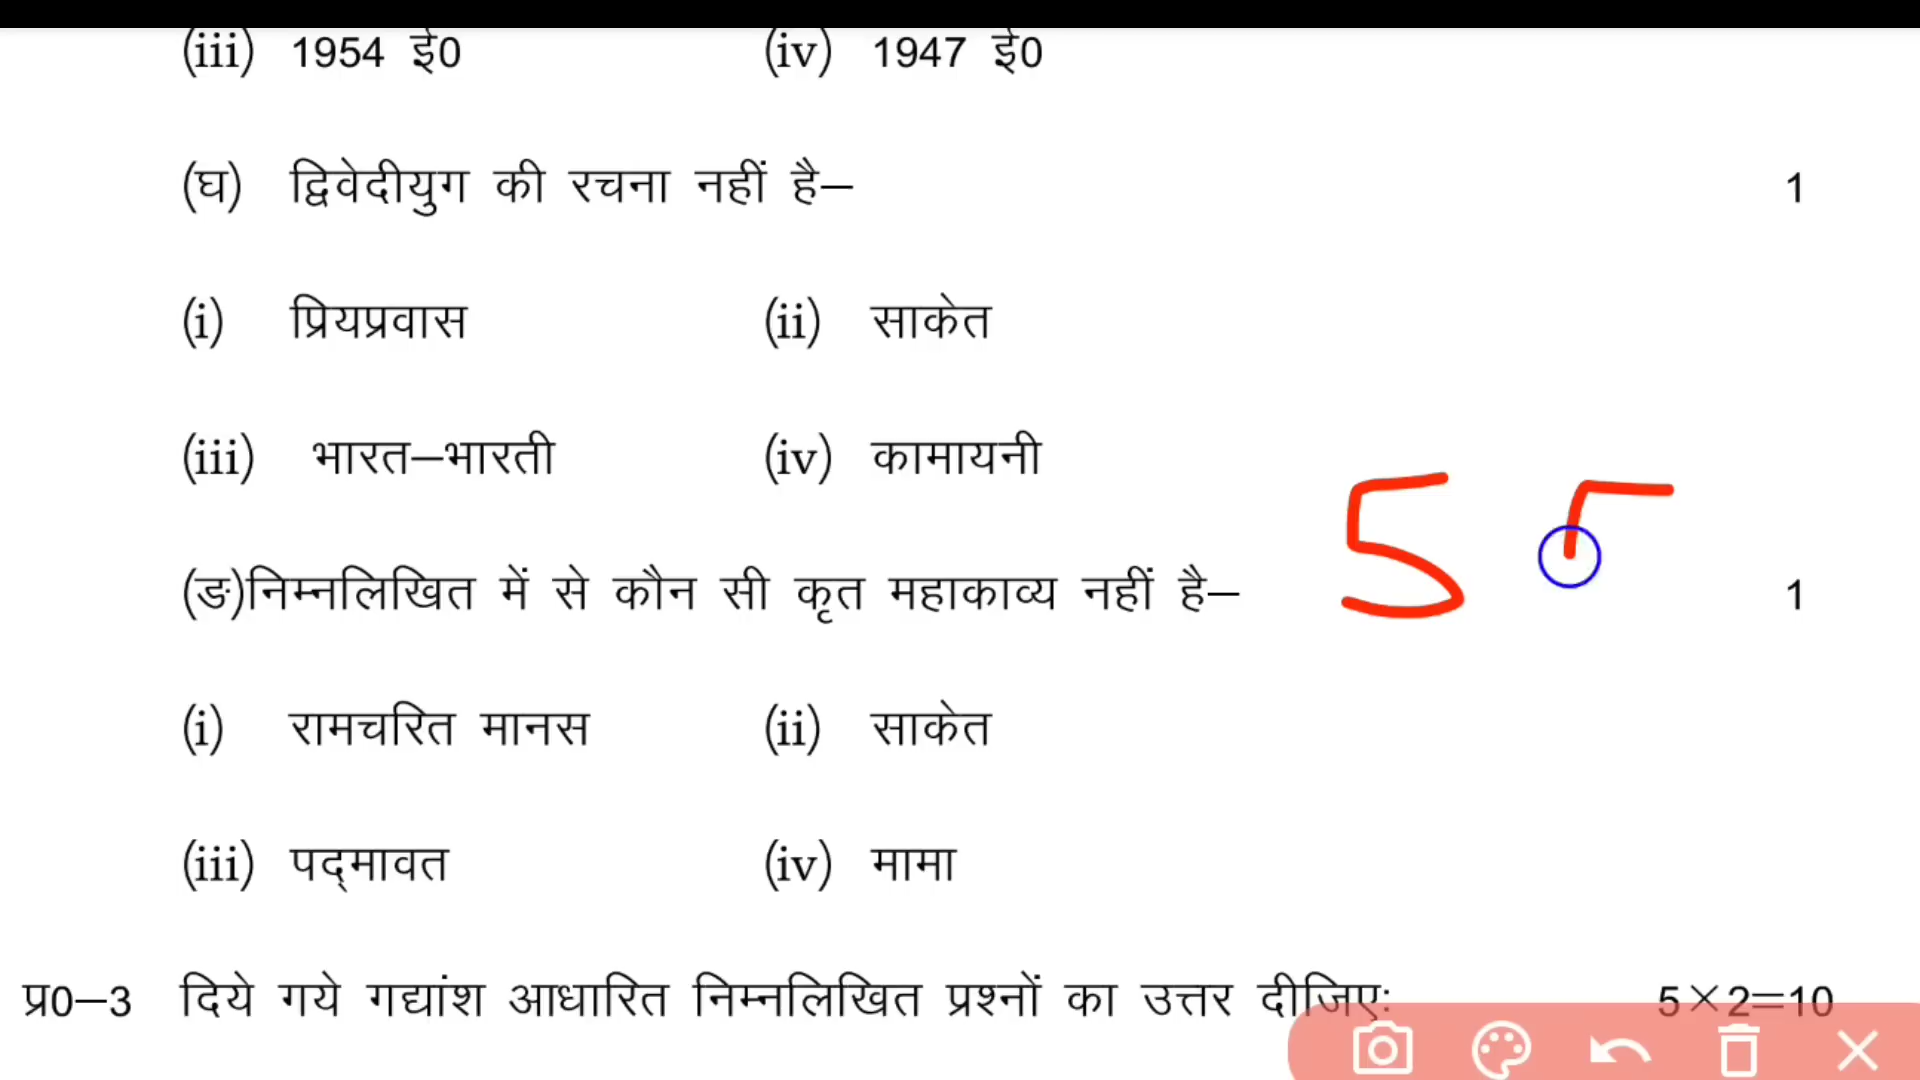 (iii) 1954 ई0 (iv) 1947 ई0
(घ) द्विवेदीयुग की रचना नहीं है– 1
(i) प्रियप्रवास (ii) साकेत
(iii) भारत–भारती (iv) कामायनी
5
(ङ)निम्नलिखित में से कौन सी कृत महाकाव्य नहीं है– 1
(i) रामचरित मानस (ii) साकेत
(iii) पद्मावत (iv) मामा
प्र0–3 दिये गये गद्यांश आधारित निम्नलिखित प्रश्नों का उत्तर दीजिए: 5×2=10